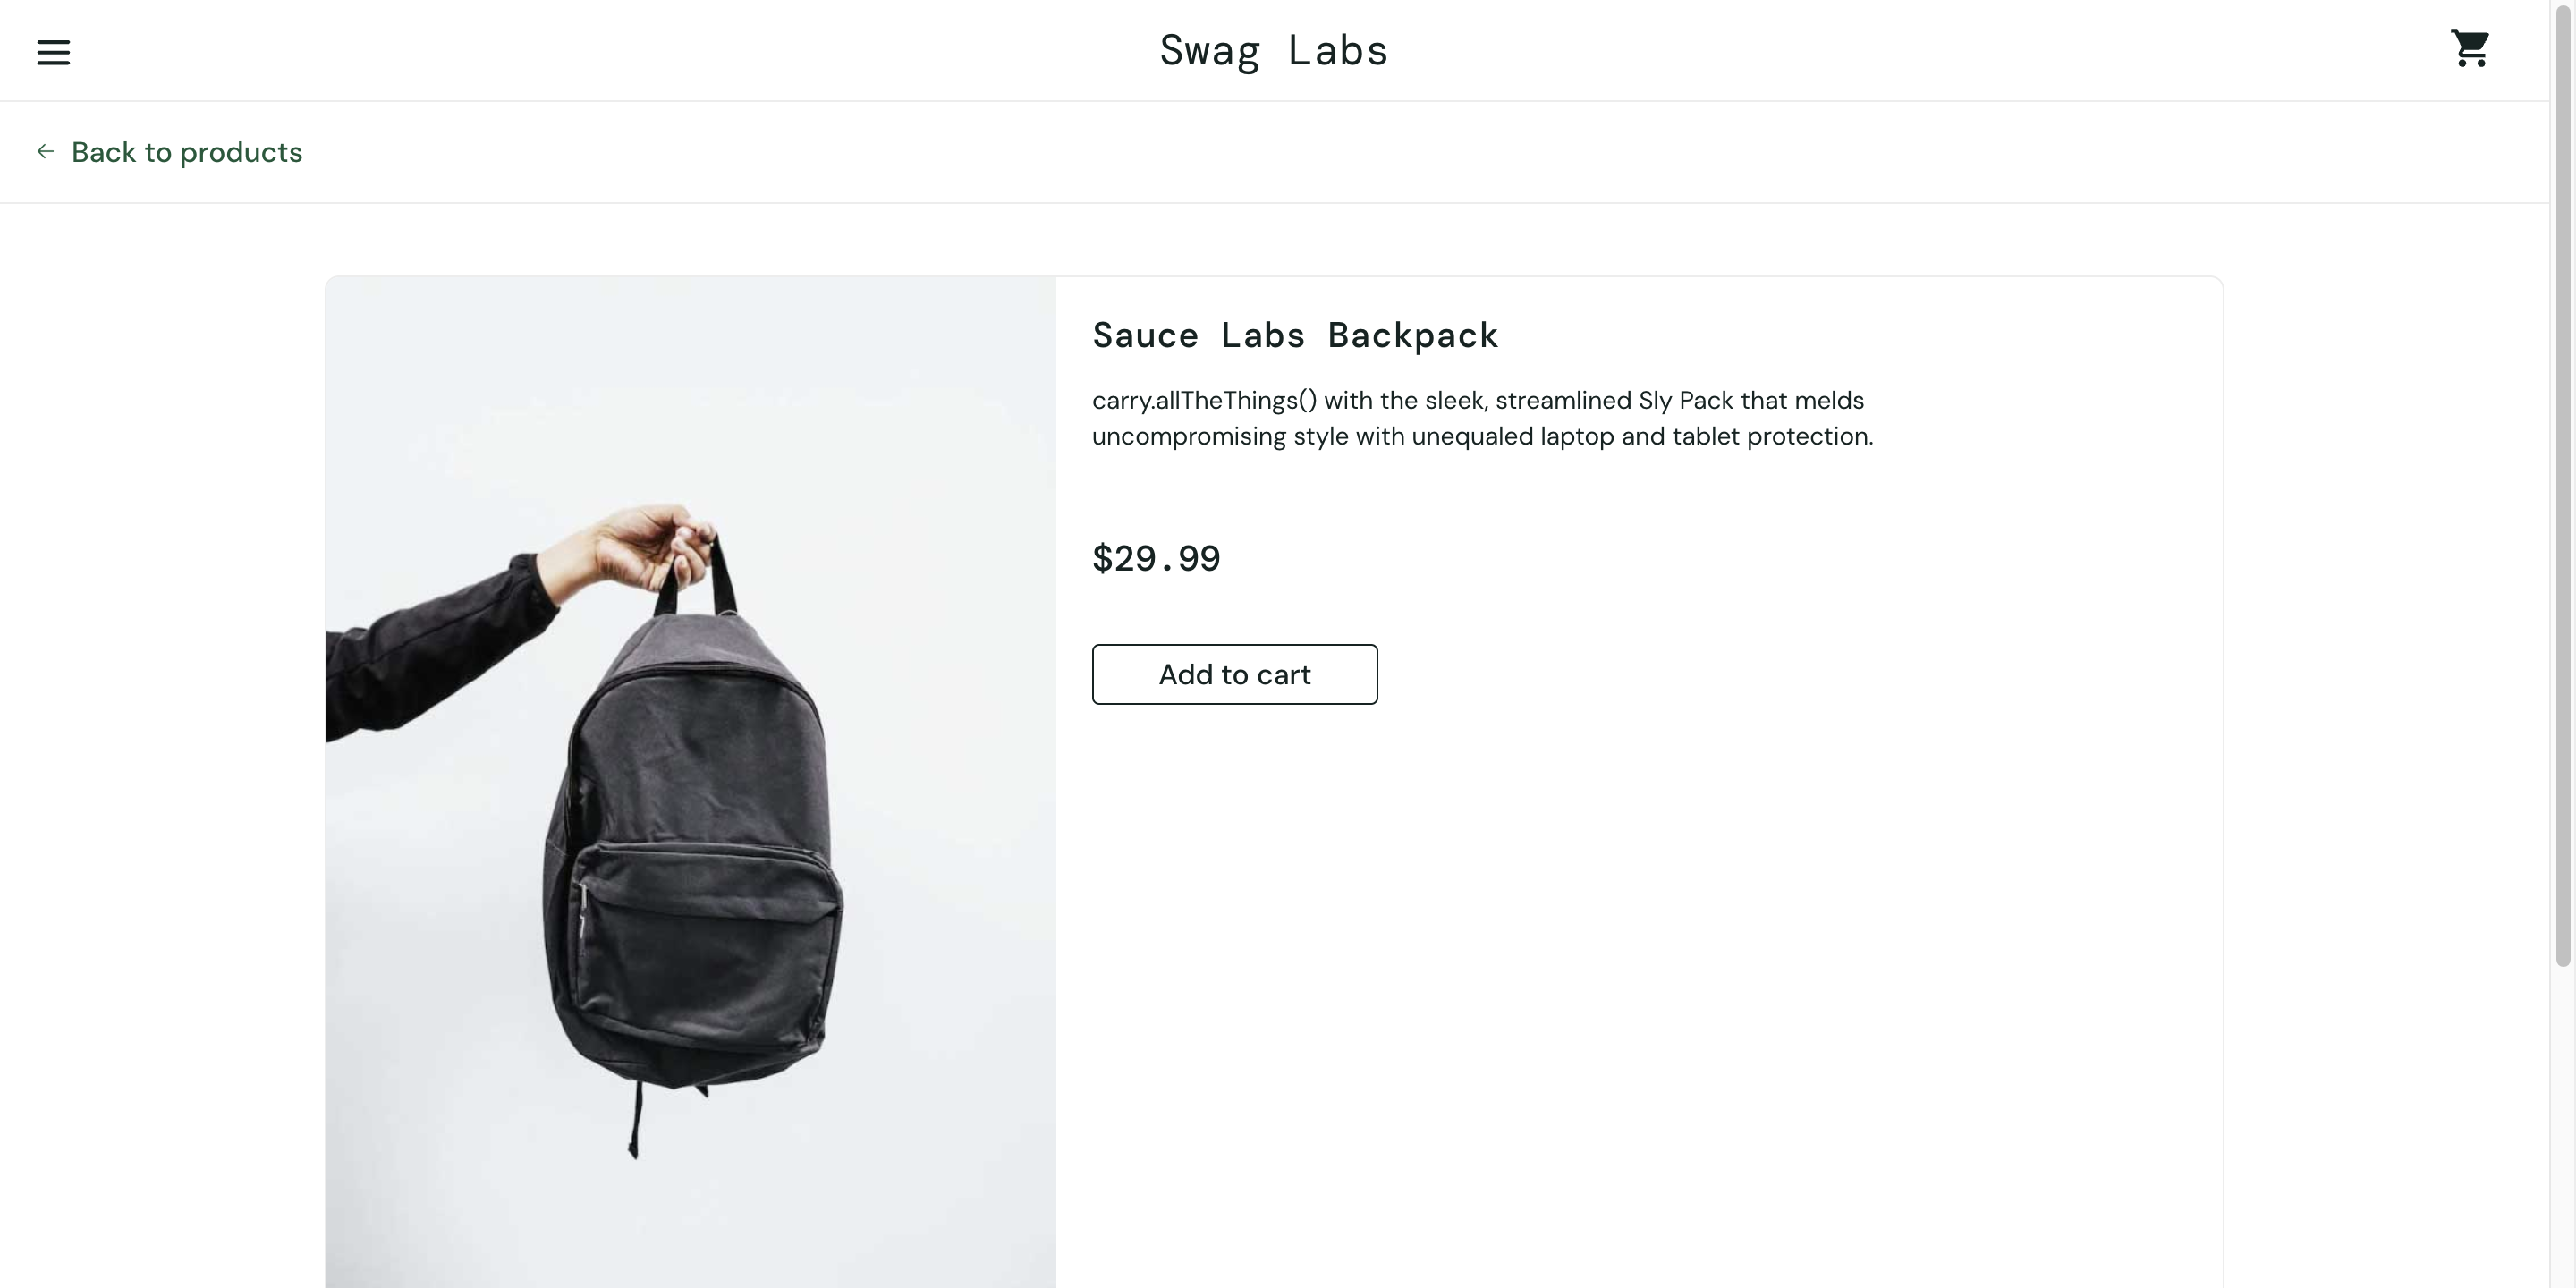 Swag Labs
Back to products
Sauce Labs Backpack
carry.allTheThings() with the sleek, streamlined Sly Pack that melds
uncompromising style with unequaled laptop and tablet protection.
$29.99
Add to cart